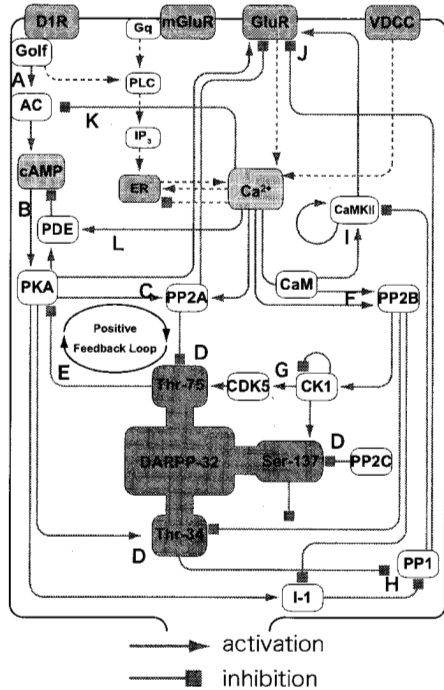 D1R
Gq
mGluR
GluR
VDCC
Golf
J
A
PLC
AC
K
IP3
cAMP
ER
Ca2+
CaMKII
B
PDE
L
I
PKA
C
PP2A
CaM
F
PP2B
Positive
Feedback Loop
D
E
Thr-75
G
CDK5
CK1
D
DARPP-32
Ser-137
PP2C
Thr-34
D
PP1
H
I-1
activation
inhibition